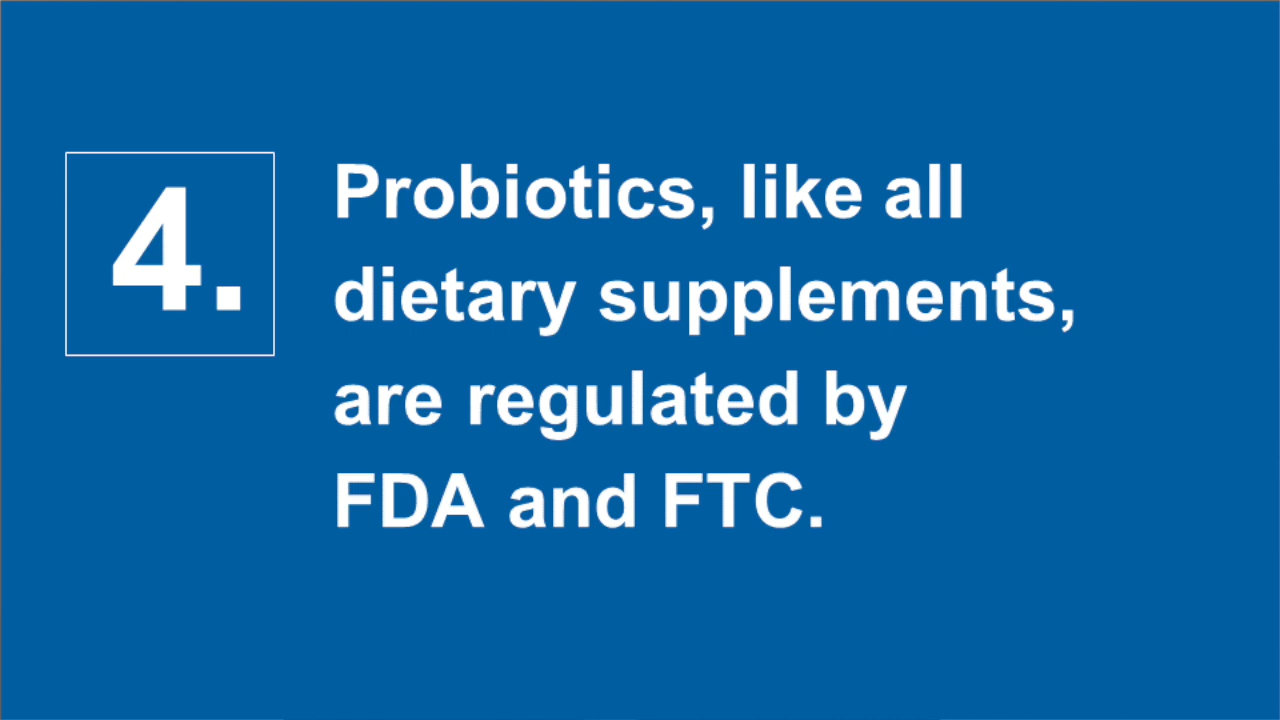 4.
Probiotics, like all
dietary supplements,
are regulated by
FDA and FTC.